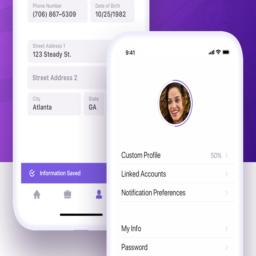 Phone Number
Date of Birth
(706) 867-5309
10/25/1982
Street Address 1
123 Steady St.
Street Address 2
City
State
Atlanta
GA
Information Saved
9:41
Custom Profile
50%
Linked Accounts
Notification Preferences
My Info
Password